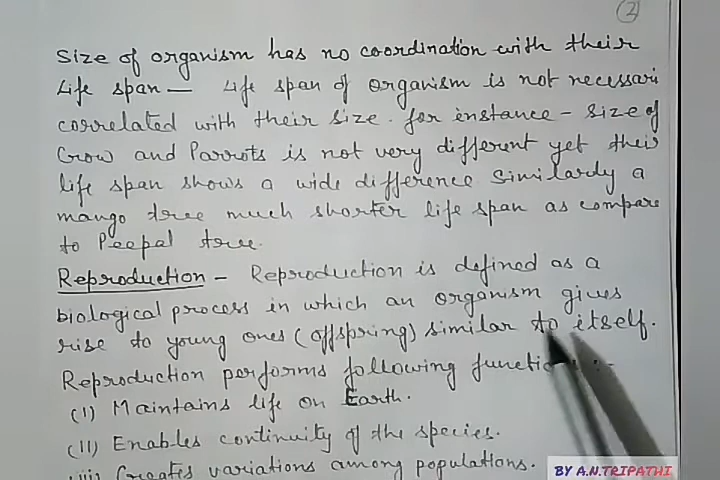 (2)
Size of organism has no coordination with their
Life span — Life span of organism is not necessari
correlated with their size. for instance - size of
Crow and Parrots is not very different yet their
life span shows a wide difference similarly a
mango tree much shorter life span as compare
to Peepal tree.
Reproduction - Reproduction is defined as a
biological process in which an organism gives
rise to young ones (offspring) similar to itself.
Reproduction performs following functi :-
(I) Maintains life on Earth.
(II) Enables continuity of the species.
(III) Creates variations among populations.
BY A.N.TRIPATHI